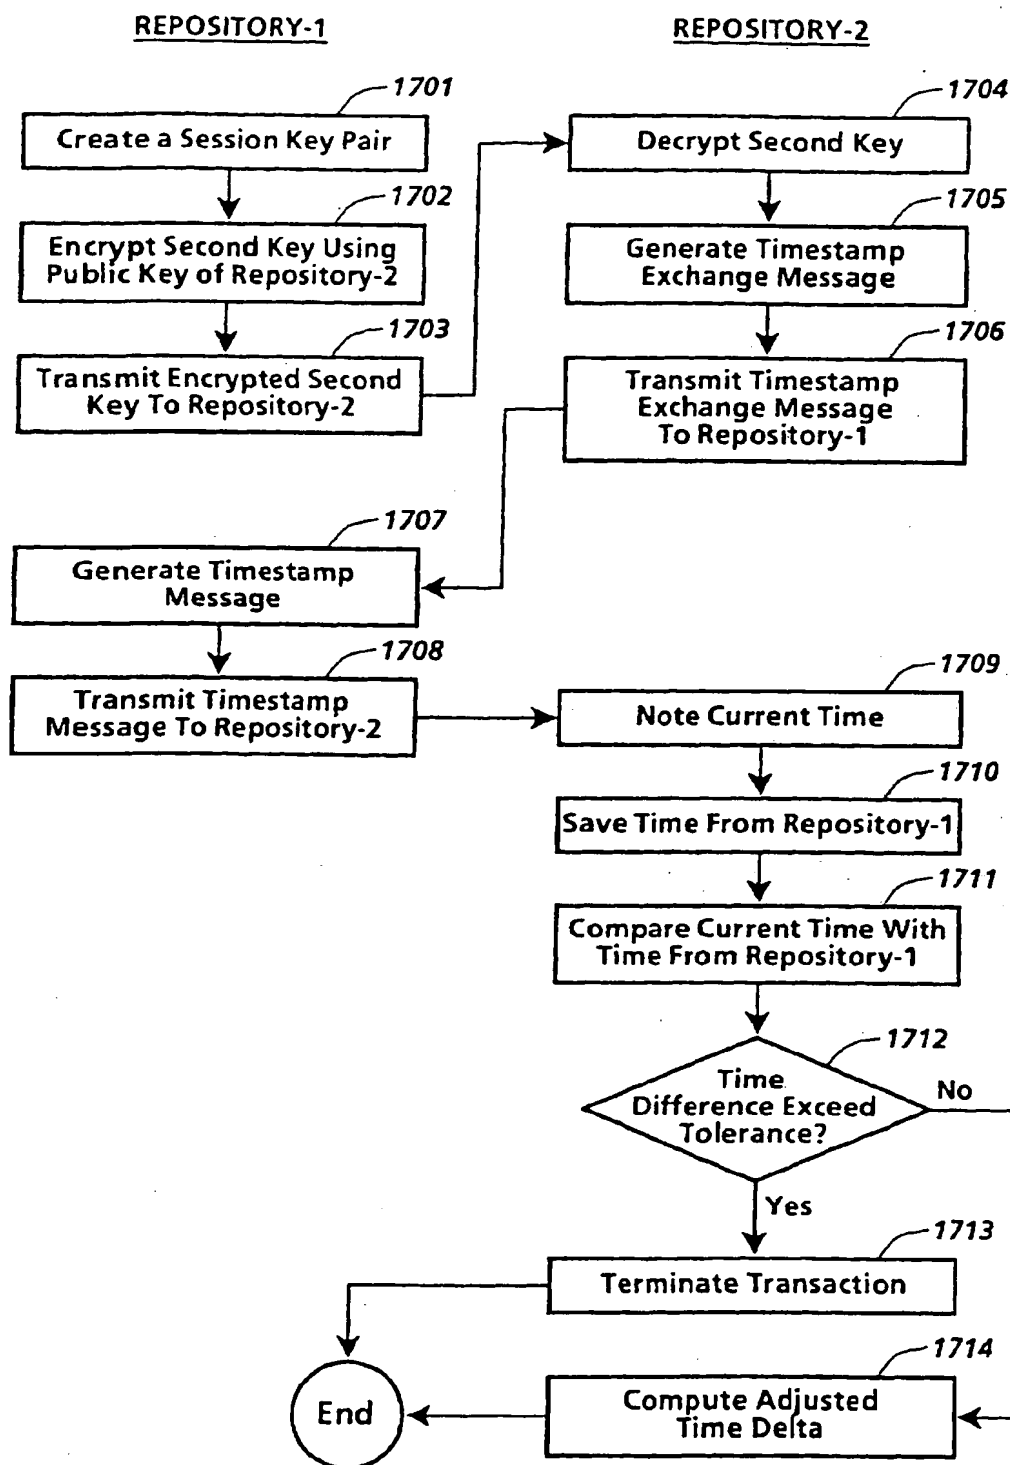 REPOSITORY-1
REPOSITORY-2
1701
Create a Session Key Pair
1702
Encrypt Second Key Using
Public Key of Repository-2
1703
Transmit Encrypted Second
Key To Repository-2
1704
Decrypt Second Key
1705
Generate Timestamp
Exchange Message
1706
Transmit Timestamp
Exchange Message
To Repository-1
1707
Generate Timestamp
Message
1708
Transmit Timestamp
Message To Repository-2
1709
Note Current Time
1710
Save Time From Repository-1
1711
Compare Current Time With
Time From Repository-1
1712
Time
Difference Exceed
Tolerance?
No
Yes
1713
Terminate Transaction
1714
Compute Adjusted
Time Delta
End